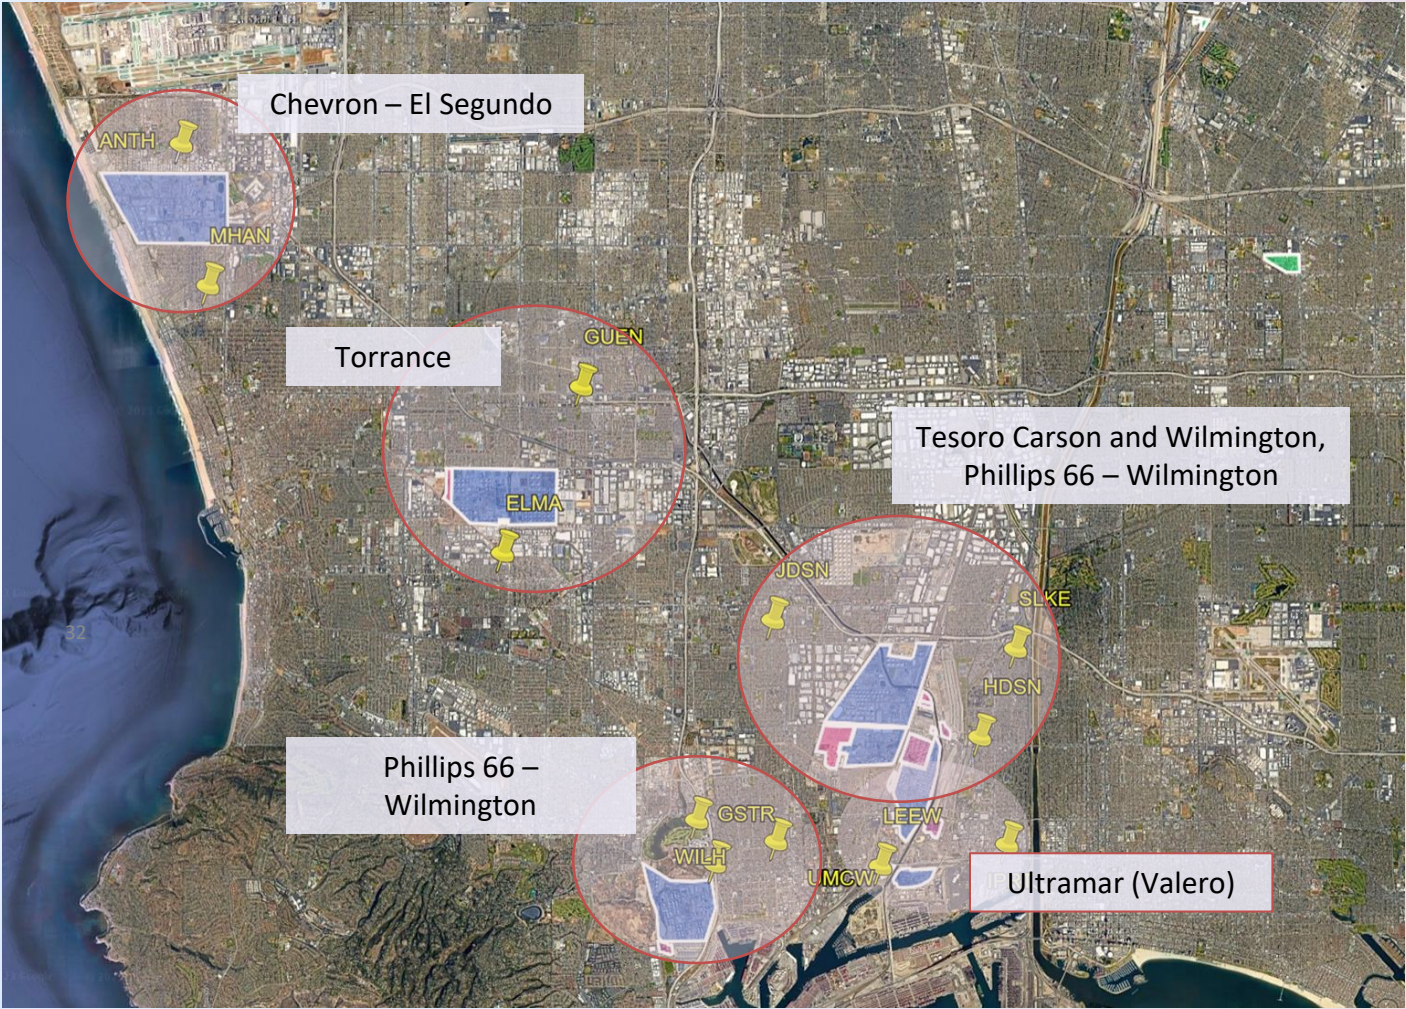 Chevron – El Segundo
ANTH
MHAN
Torrance
GUEN
ELMA
Tesoro Carson and Wilmington,
Phillips 66 – Wilmington
JDSN
SLKE
HDSN
32
Phillips 66 –
Wilmington
GSTR
WILH
LEEW
UMCW
Ultramar (Valero)